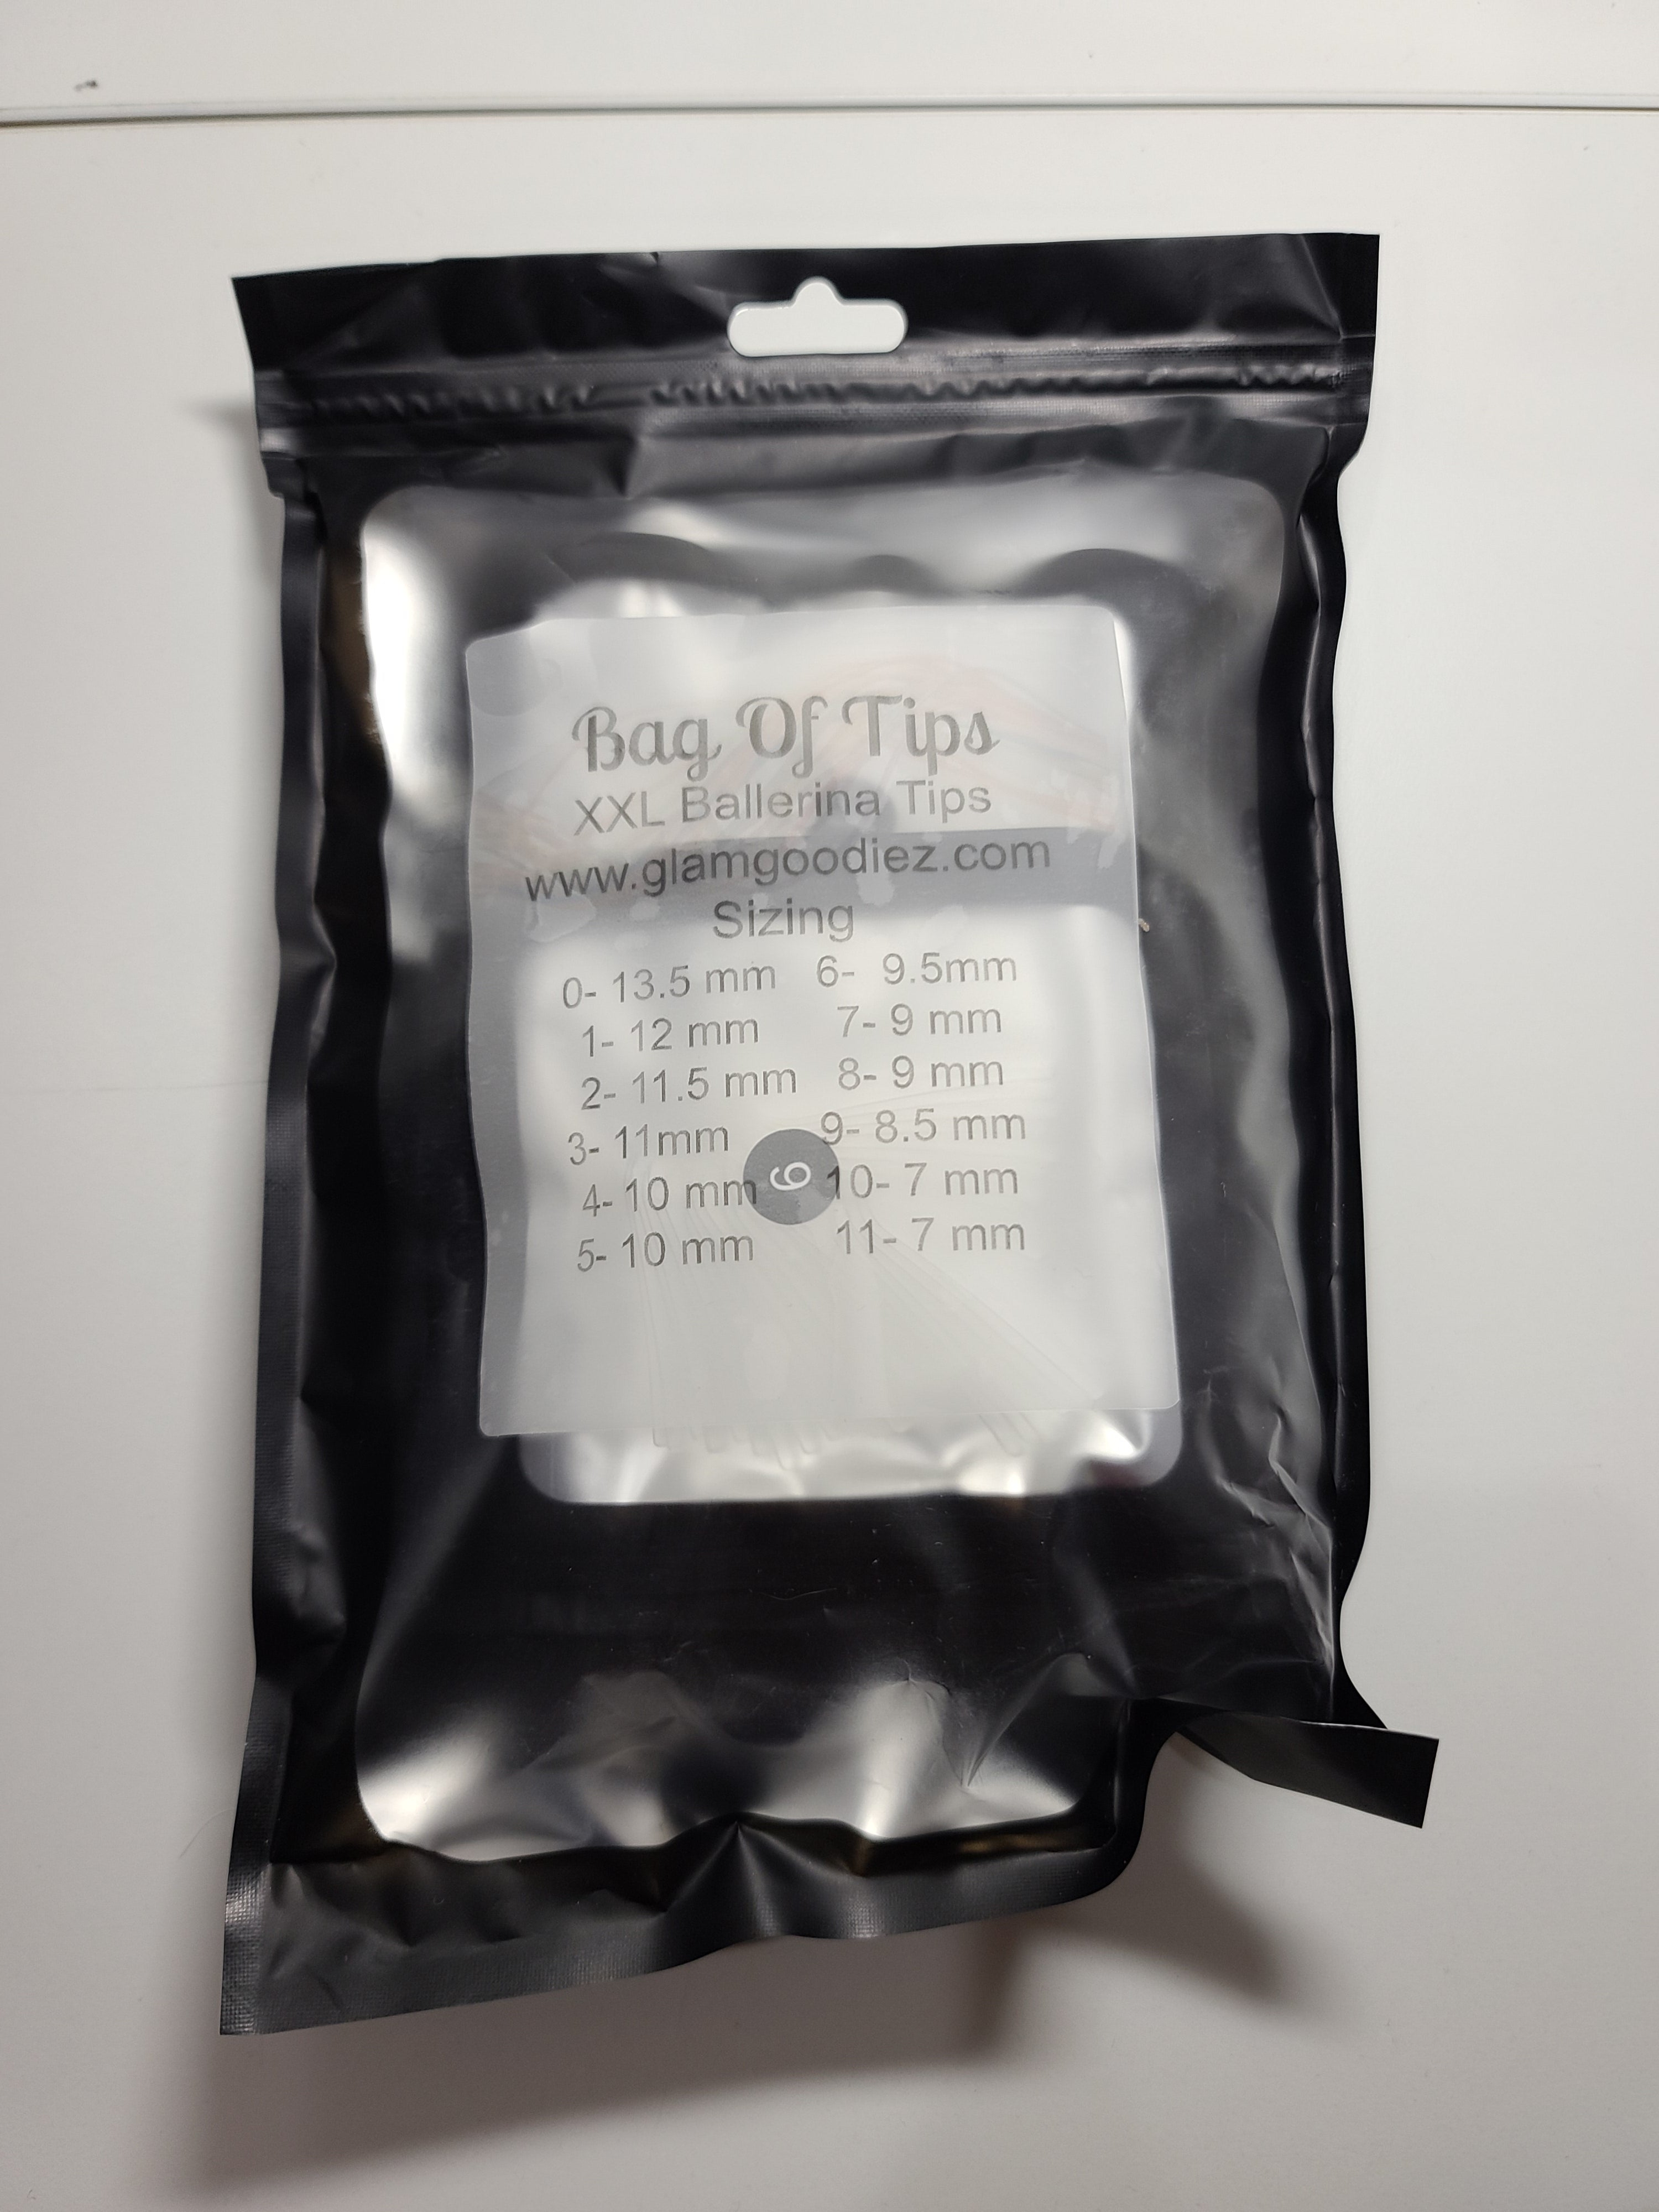 Bag Of Tips
XXL Ballerina Tips
www.glamgoodiez.com
Sizing
0- 13.5 mm 6- 9.5mm
1- 12 mm 7- 9 mm
2- 11.5 mm 8- 9 mm
3- 11mm 9- 8.5 mm
4- 10 mm 10- 7 mm
5- 10 mm 11- 7 mm